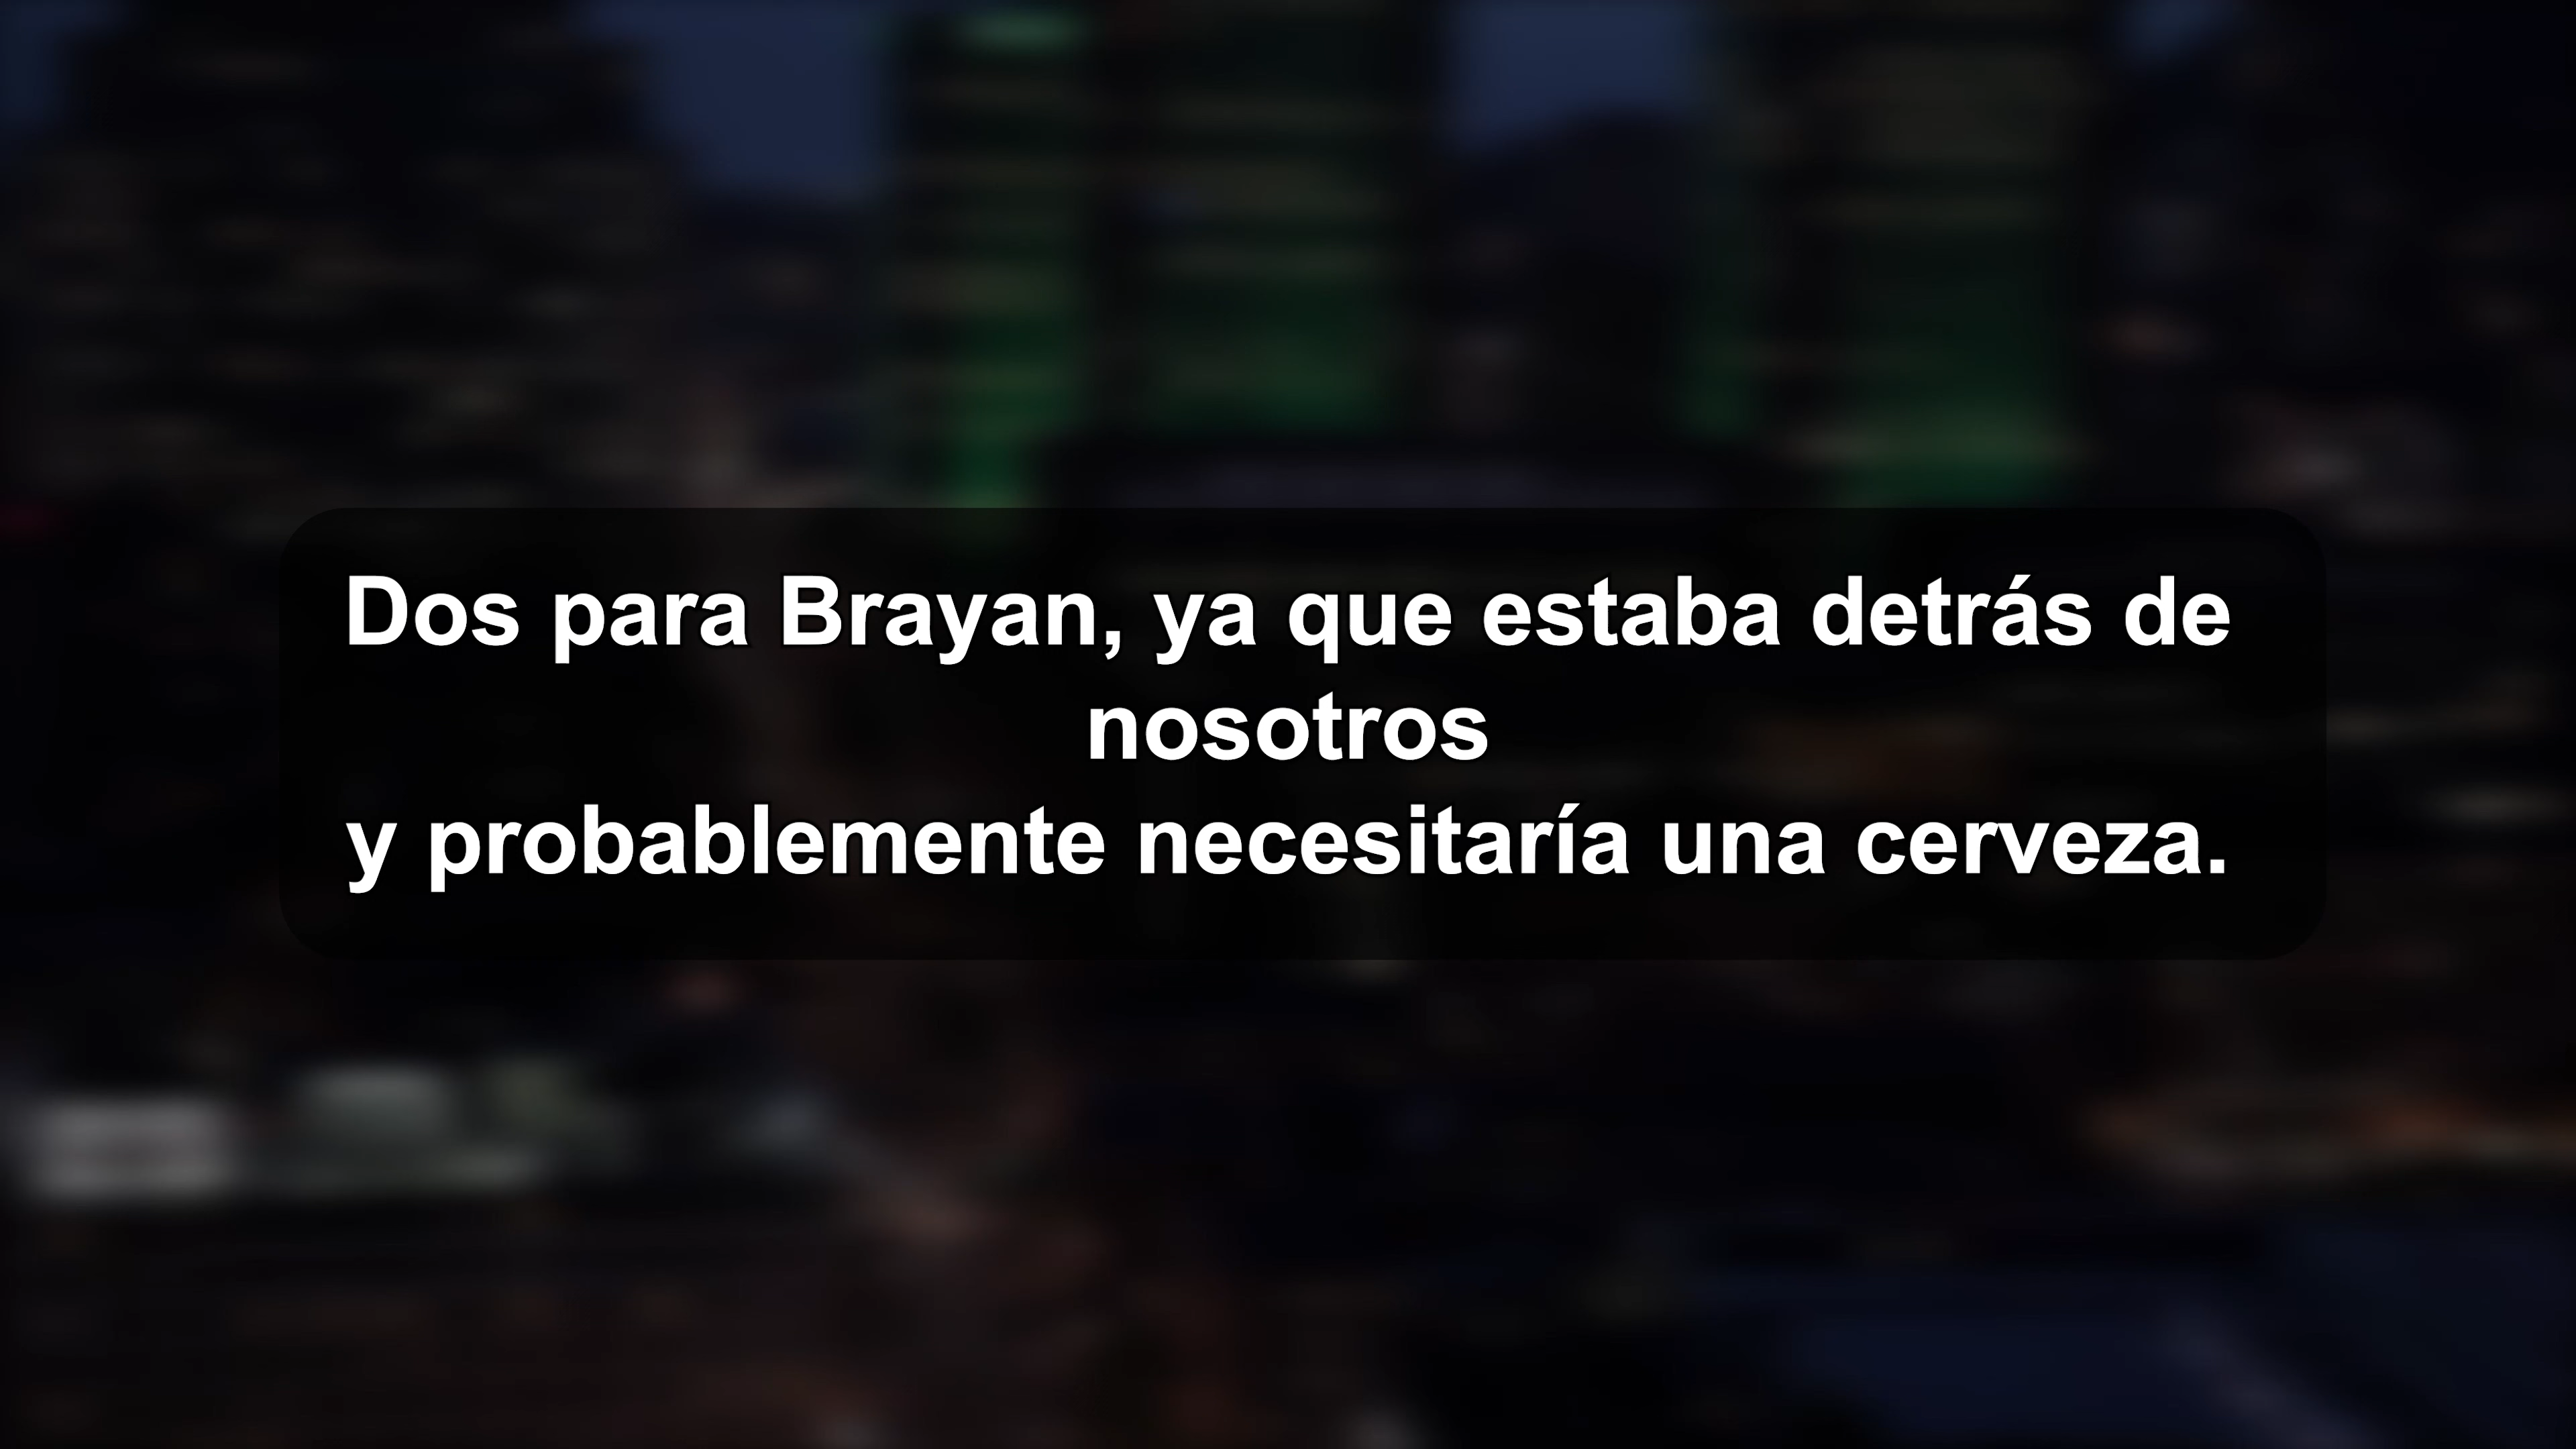 Dos para Brayan, ya que estaba detrás de
nosotros
y probablemente necesitaría una cerveza.